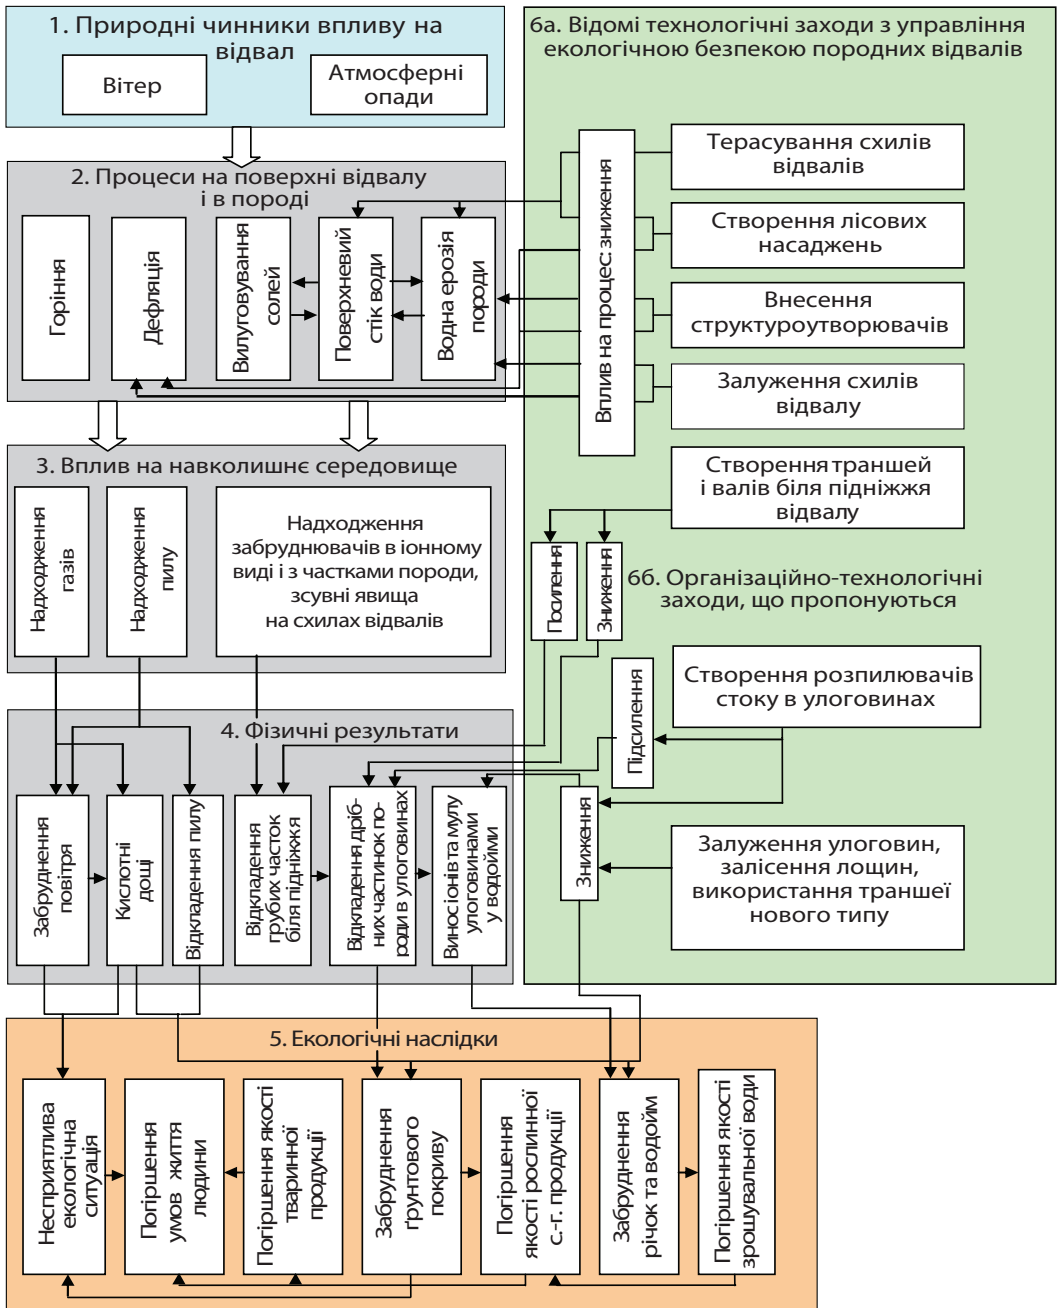 1. Природні чинники впливу на
відвал
Вітер
Атмосферні
опади
2. Процеси на поверхні відвалу
і в породі
Горіння
Дефляція
Вилуговування
солей
Поверхневий
стік води
Водна ерозія
породи
3. Вплив на навколишнє середовище
Надходження
газів
Надходження
пилу
Надходження
забруднювачів в іонному
виді і з частками породи,
зсувні явища
на схилах відвалів
4. Фізичні результати
Забруднення
повітря
Кислотні
дощі
Відкладення пилу
Відкладення
грубих часток
біля підніжжя
Відкладення дріб-
них частинок по-
роди в улоговинах
Винос іонів та мулу
улоговинами
у водойми
5. Екологічні наслідки
Несприятлива
екологічна
ситуація
Погіршення
умов життя
людини
Погіршення якості
тваринної
продукції
Забруднення
ґрунтового
покриву
Погіршення
якості рослинної
с.-г. продукції
Забруднення
річок та водойм
Погіршення якості
зрошувальної води
6а. Відомі технологічні заходи з управління
екологічною безпекою породних відвалів
Вплив на процес: зниження
Терасування схилів
відвалів
Створення лісових
насаджень
Внесення
структуроутворювачів
Залуження схилів
відвалу
Створення траншей
і валів біля підніжжя
відвалу
Посилення
Зниження
6б. Організаційно-технологічні
заходи, що пропонуються
Підсилення
Створення розпилювачів
стоку в улоговинах
Зниження
Залуження улоговин,
залісення лощин,
використання траншеї
нового типу